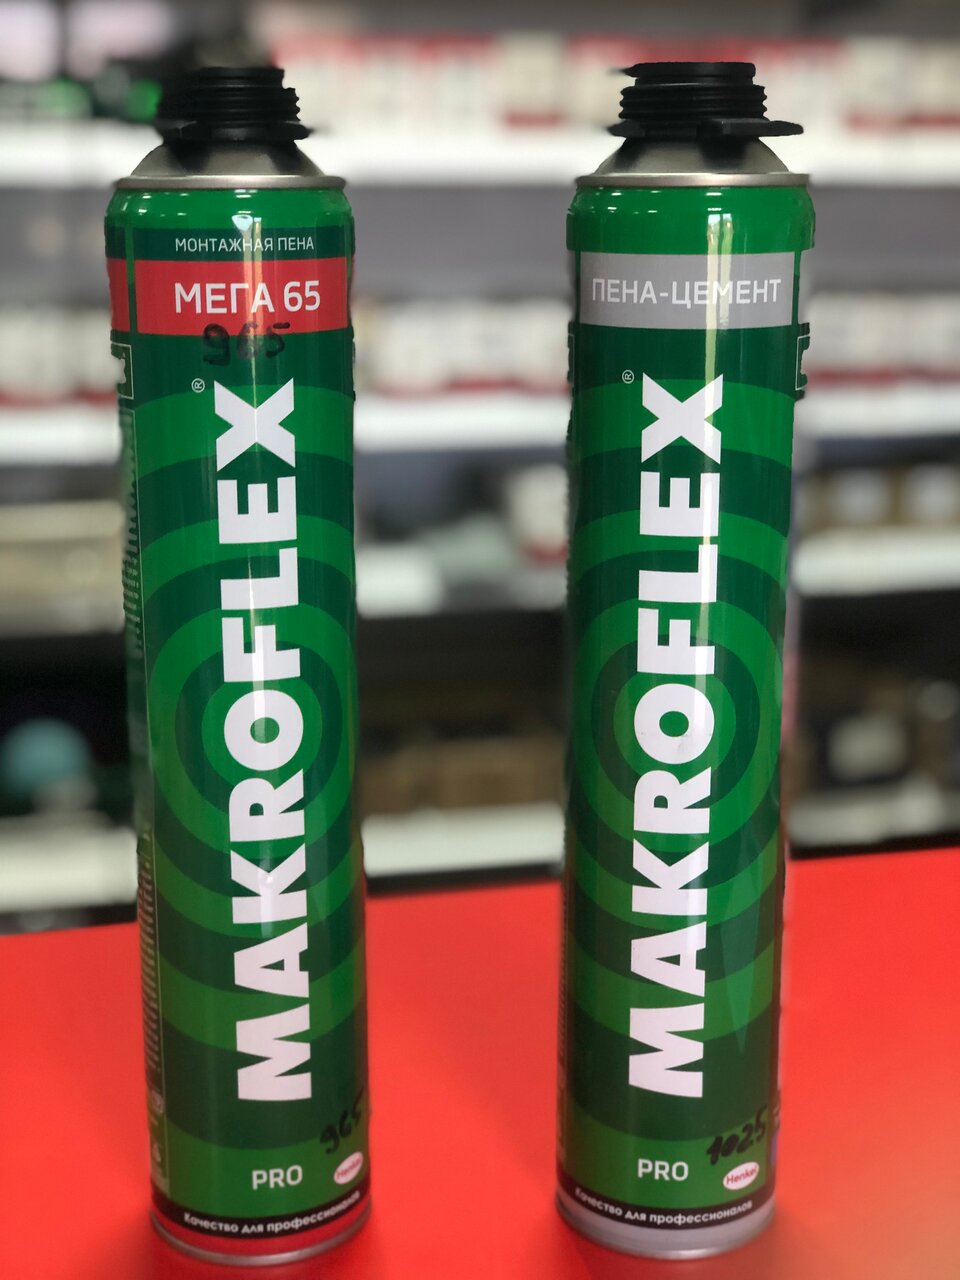 МОНТАЖНАЯ ПЕНА
МЕГА 65
965
®
MAKROFLEX
965
PRO
Henkel
Качество для профессионалов
ПЕНА-ЦЕМЕНТ
®
MAKROFLEX
1025
PRO
Henkel
Качество для профессионалов